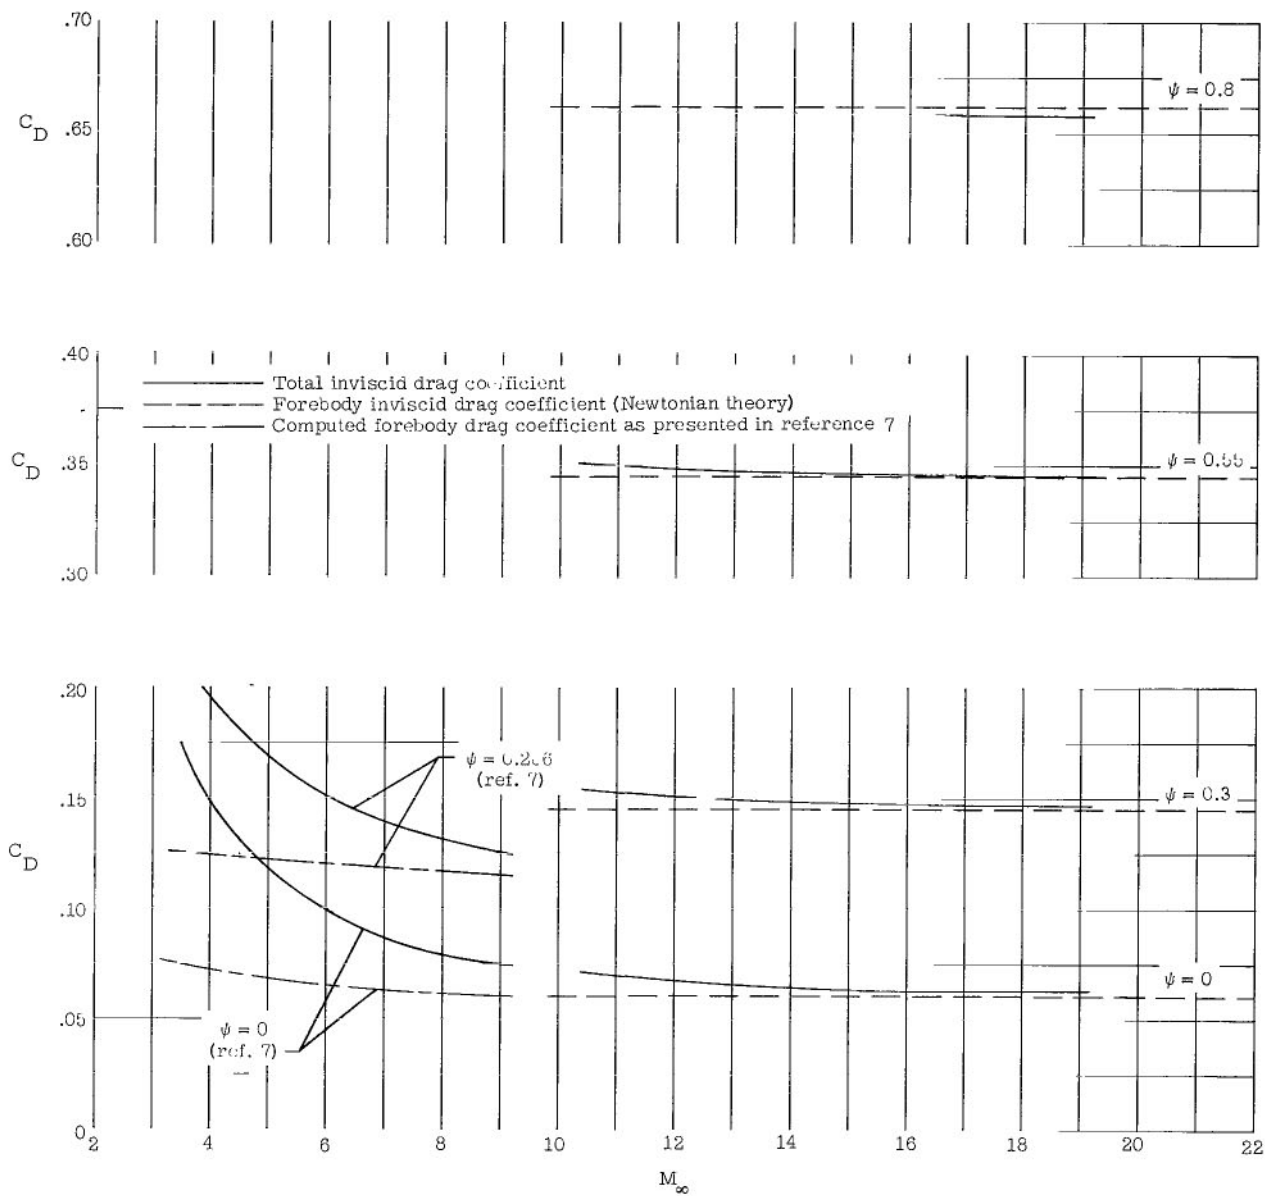 .70
C_D .65
ψ = 0.8
.60
.40
Total inviscid drag coefficient
Forebody inviscid drag coefficient (Newtonian theory)
Computed forebody drag coefficient as presented in reference 7
C_D .35
ψ = 0.55
.30
.20
ψ =
(ref. 7)
.15
ψ = 0.3
C_D
.10
ψ = 0
.05
ψ = 0
(ref. 7)
0
2 4 6 8 10 12 14 16 18 20 22
M_∞